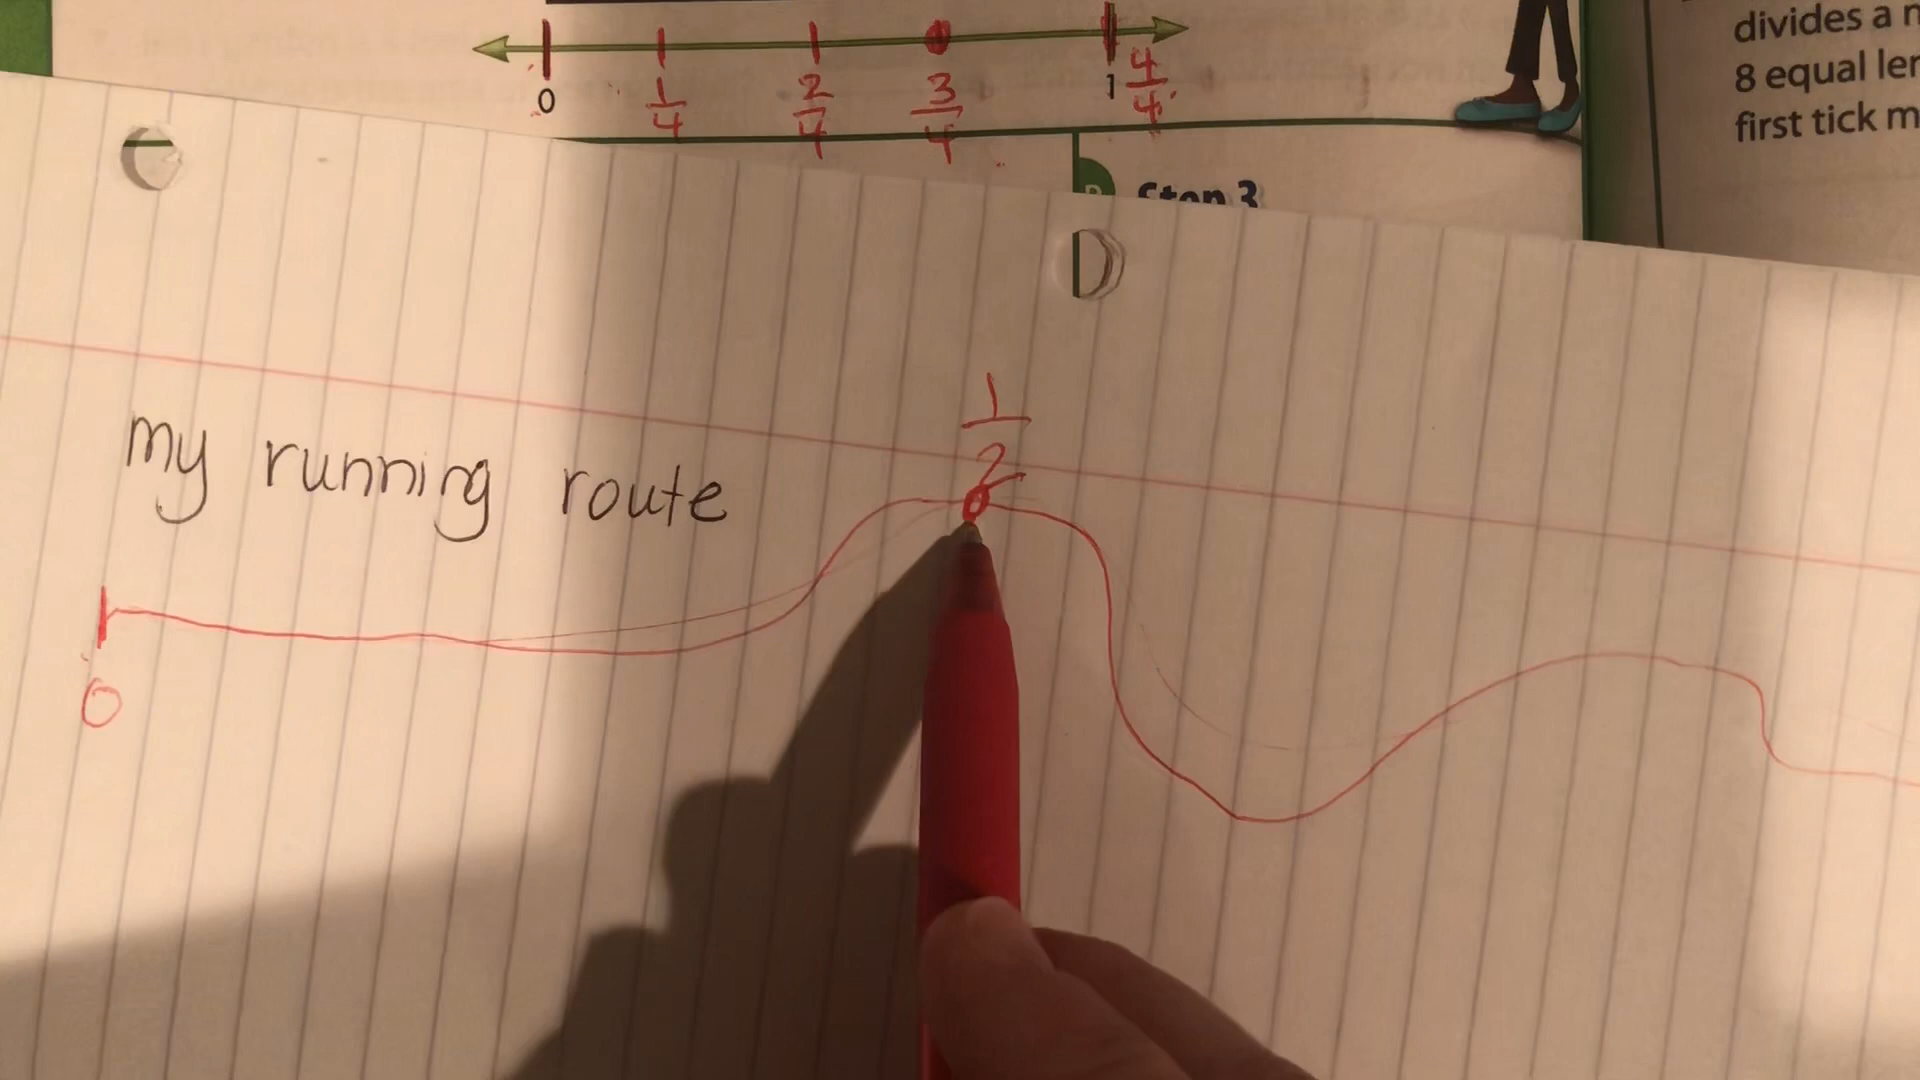 0 1/4 2/4 3/4 1 4/4
divides a
8 equal
first tick
Step 3
1/2
my running route
0